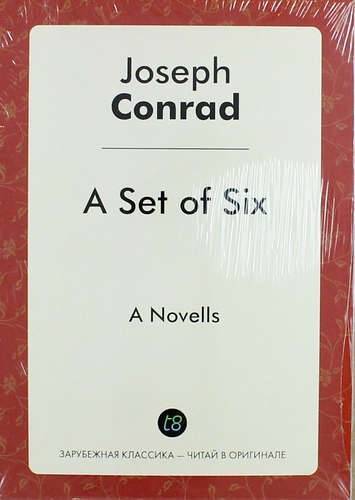 Joseph
Conrad
A Set of Six
A Novells
t8
ЗАРУБЕЖНАЯ КЛАССИКА — ЧИТАЙ В ОРИГИНАЛЕ